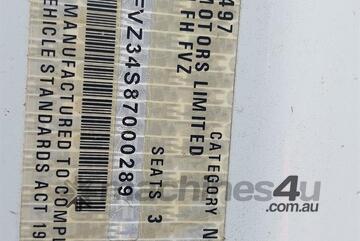 497
MOTORS LIMITED
FH FVZ
CATEGORY N
SEATS 3
FVZ34S87000289
MANUFACTURED TO COMPL
VEHICLE STANDARDS ACT 19
machines4u
.com.au